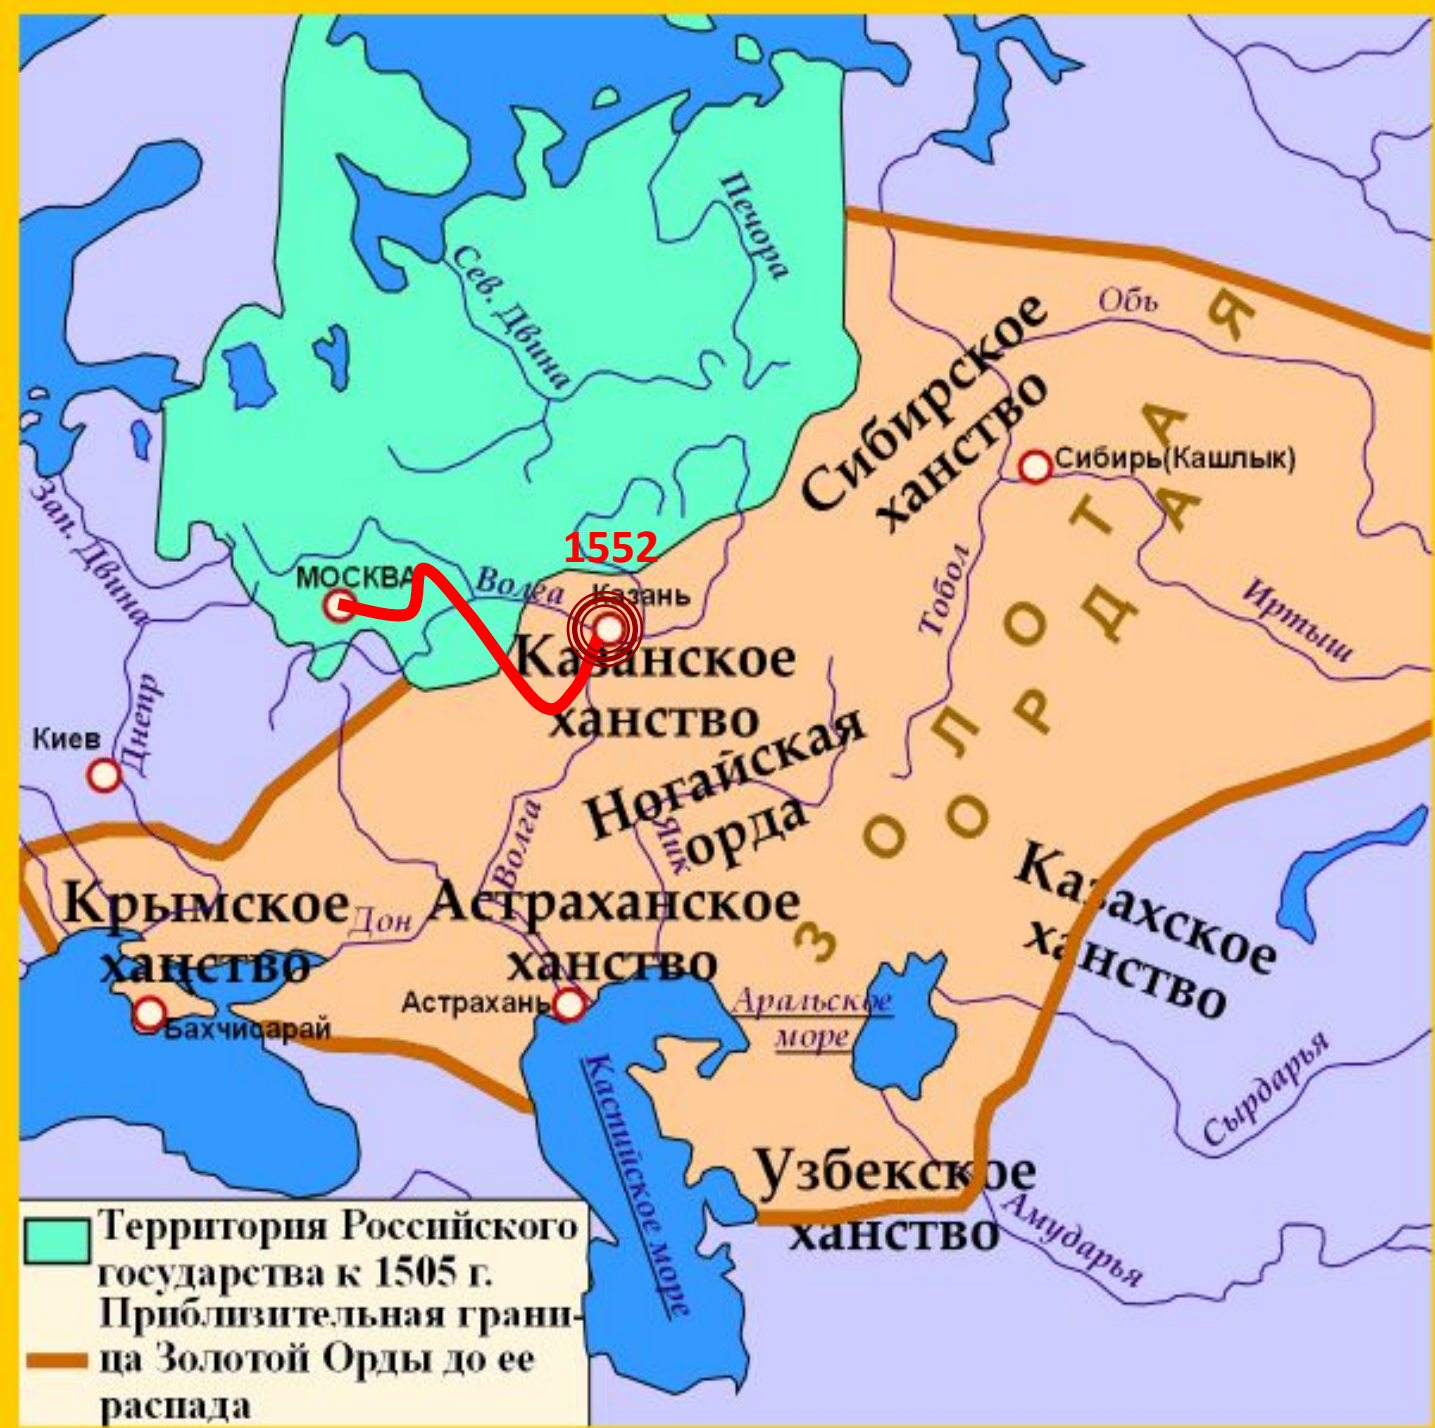 Печора
Сев. Двина
Обь
Сибирское
ханство
Сибирь(Кашлык)
Зап. Двина
1552
МОСКВА
Волга
Казань
Тобол
Иртыш
Казанское
ханство
Киев
Днепр
Ногайская
орда
Волга
Яик
ЗОЛОТАЯ
ОРДА
Казахское
ханство
Крымское
ханство
Дон
Астраханское
ханство
Астрахань
Бахчисарай
Аральское
море
Каспийское море
Сырдарья
Узбекское
ханство
Амударья
Территория Российского
государства к 1505 г.
Приблизительная грани-
ца Золотой Орды до ее
распада